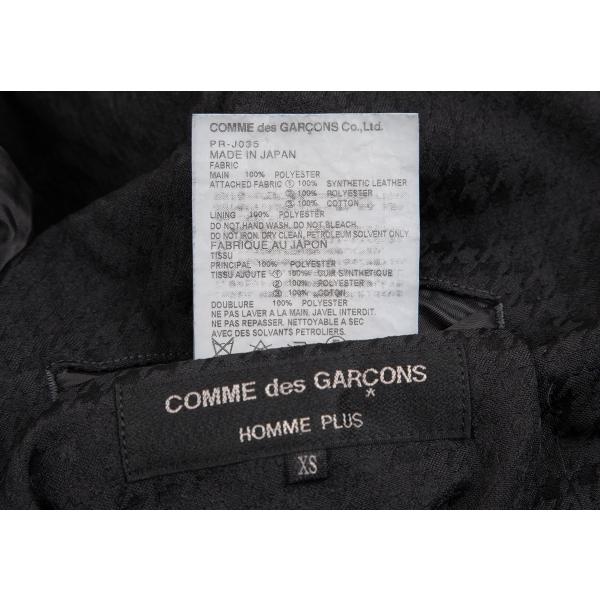 COMME des GARÇONS Co.,Ltd.
PR-J035
MADE IN JAPAN
FABRIC
MAIN 100% POLYESTER
ATTACHED FABRIC ① 100% SYNTHETIC LEATHER
② 100% POLYESTER
③ 100% COTTON
LINING 100% POLYESTER
DO NOT HAND WASH. DO NOT BLEACH.
DO NOT IRON. DRY CLEAN, PETROLEUM SOLVENT ONLY
FABRIQUE AU JAPON
TISSU
PRINCIPAL 100% POLYESTER
TISSU AJOUTE ① 100% CUIR SYNTHETIQUE
② 100% POLYESTER
③ 100% COTON
DOUBLURE 100% POLYESTER
NE PAS LAVER A LA MAIN. JAVEL INTERDIT.
NE PAS REPASSER. NETTOYABLE A SEC
AVEC DES SOLVANTS PETROLIERS.
COMME des GARÇONS
HOMME PLUS
XS